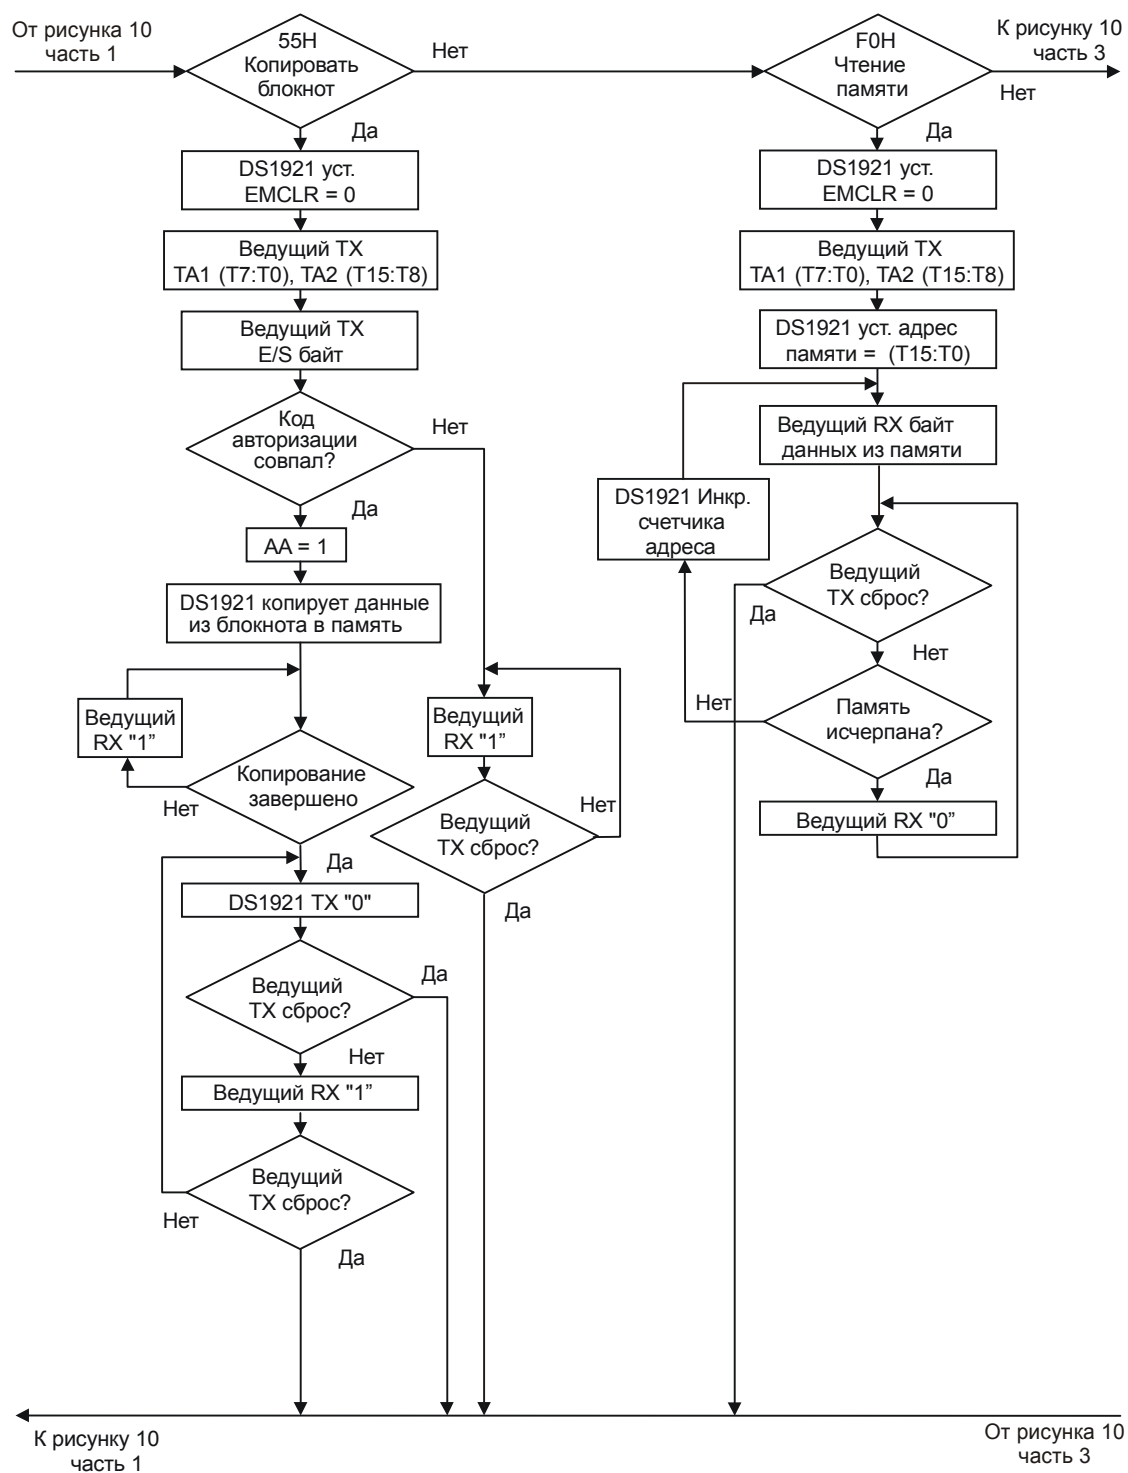 От рисунка 10
часть 1
55H
Копировать
блокнот
Нет
F0H
Чтение
памяти
К рисунку 10
часть 3
Нет
Да
DS1921 уст.
EMCLR = 0
Ведущий TX
TA1 (T7:T0), TA2 (T15:T8)
Ведущий TX
E/S байт
Код
авторизации
совпал?
Нет
Да
AA = 1
DS1921 копирует данные
из блокнота в память
Ведущий
RX "1"
Копирование
завершено
Нет
Да
DS1921 TX "0"
Ведущий
TX сброс?
Да
Нет
Ведущий RX "1"
Ведущий
TX сброс?
Нет
Да
Ведущий
RX "1"
Ведущий
TX сброс?
Нет
Да
Да
DS1921 уст.
EMCLR = 0
Ведущий TX
TA1 (T7:T0), TA2 (T15:T8)
DS1921 уст. адрес
памяти = (T15:T0)
Ведущий RX байт
данных из памяти
DS1921 Инкр.
счетчика
адреса
Ведущий
TX сброс?
Да
Нет
Память
исчерпана?
Нет
Да
Ведущий RX "0"
К рисунку 10
часть 1
От рисунка 10
часть 3